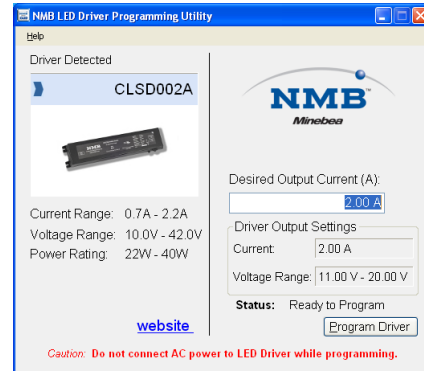 NMB LED Driver Programming Utility
Help
Driver Detected
CLSD002A
NMB
Current Range: 0.7A - 2.2A
Voltage Range: 10.0V - 42.0V
Power Rating: 22W - 40W
website
NMB
Minebea
Desired Output Current (A):
2.00 A
Driver Output Settings
Current: 2.00 A
Voltage Range: 11.00 V - 20.00 V
Status: Ready to Program
Program Driver
Caution: Do not connect AC power to LED Driver while programming.